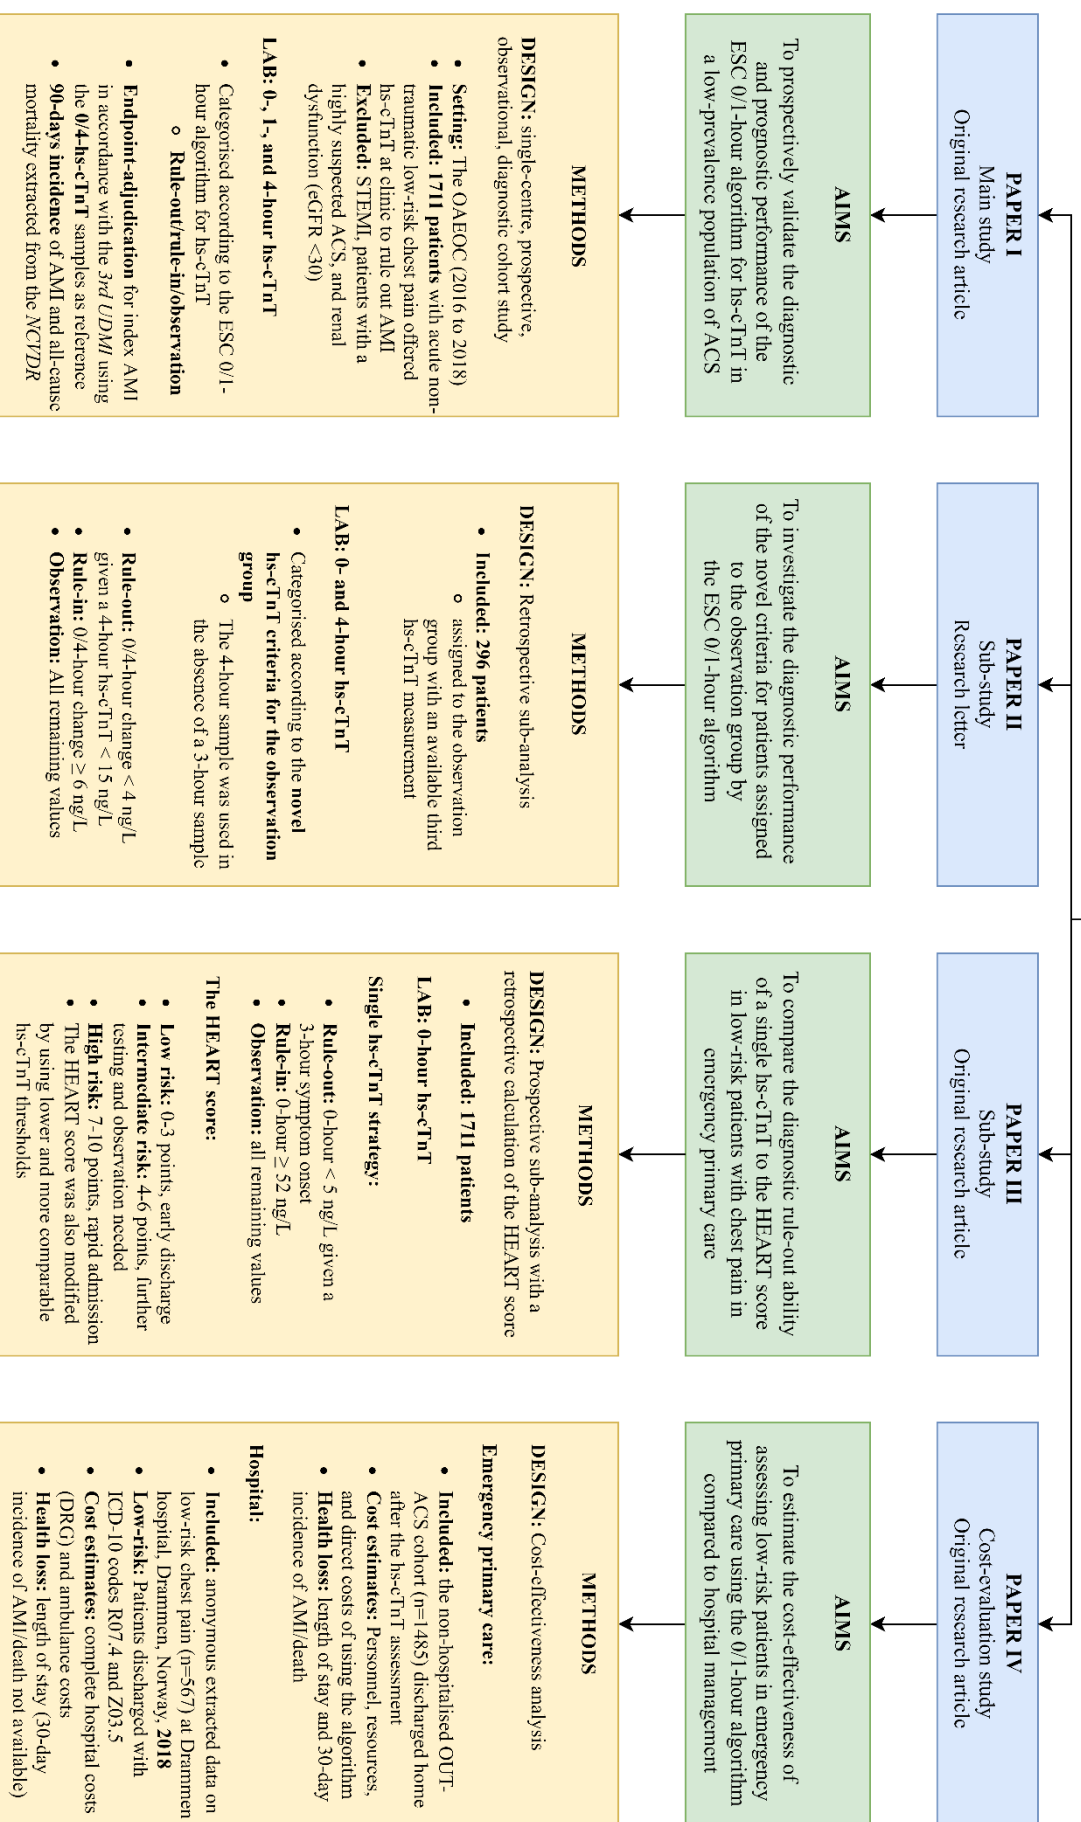 PAPER I
Main study
Original research article
AIMS
To prospectively validate the diagnostic
and prognostic performance of the
ESC 0/1-hour algorithm for hs-cTnT in
a low-prevalence population of ACS
METHODS
DESIGN: single-centre, prospective,
observational, diagnostic cohort study
• Setting: The OAEOC (2016 to 2018)
• Included: 1711 patients with acute non-
traumatic low-risk chest pain offered
hs-cTnT at clinic to rule out AMI
• Excluded: STEMI, patients with a
highly suspected ACS, and renal
dysfunction (eGFR <30)
LAB: 0-, 1-, and 4-hour hs-cTnT
• Categorised according to the ESC 0/1-
hour algorithm for hs-cTnT
○ Rule-out/rule-in/observation
• Endpoint-adjudication for index AMI
in accordance with the 3rd UDMI using
the 0/4-hs-cTnT samples as reference
• 90-days incidence of AMI and all-cause
mortality extracted from the NCVDR
PAPER II
Sub-study
Research letter
AIMS
To investigate the diagnostic performance
of the novel criteria for patients assigned
to the observation group by
the ESC 0/1-hour algorithm
METHODS
DESIGN: Retrospective sub-analysis
• Included: 296 patients
○ assigned to the observation
group with an available third
hs-cTnT measurement
LAB: 0- and 4-hour hs-cTnT
• Categorised according to the novel
hs-cTnT criteria for the observation
group
○ The 4-hour sample was used in
the absence of a 3-hour sample
• Rule-out: 0/4-hour change < 4 ng/L
given a 4-hour hs-cTnT < 15 ng/L
• Rule-in: 0/4-hour change ≥ 6 ng/L
• Observation: All remaining values
PAPER III
Sub-study
Original research article
AIMS
To compare the diagnostic rule-out ability
of a single hs-cTnT to the HEART score
in low-risk patients with chest pain in
emergency primary care
METHODS
DESIGN: Prospective sub-analysis with a
retrospective calculation of the HEART score
• Included: 1711 patients
LAB: 0-hour hs-cTnT
Single hs-cTnT strategy:
• Rule-out: 0-hour < 5 ng/L given a
3-hour symptom onset
• Rule-in: 0-hour ≥ 52 ng/L
• Observation: all remaining values
The HEART score:
• Low risk: 0-3 points, early discharge
• Intermediate risk: 4-6 points, further
testing and observation needed
• High risk: 7-10 points, rapid admission
• The HEART score was also modified
by using lower and more comparable
hs-cTnT thresholds
PAPER IV
Cost-evaluation study
Original research article
AIMS
To estimate the cost-effectiveness of
assessing low-risk patients in emergency
primary care using the 0/1-hour algorithm
compared to hospital management
METHODS
DESIGN: Cost-effectiveness analysis
Emergency primary care:
• Included: the non-hospitalised OUT-
ACS cohort (n=1485) discharged home
after the hs-cTnT assessment
• Cost estimates: Personnel, resources,
and direct costs of using the algorithm
• Health loss: length of stay and 30-day
incidence of AMI/death
Hospital:
• Included: anonymous extracted data on
low-risk chest pain (n=567) at Drammen
hospital, Drammen, Norway, 2018
• Low-risk: Patients discharged with
ICD-10 codes R07.4 and Z03.5
• Cost estimates: complete hospital costs
(DRG) and ambulance costs
• Health loss: length of stay (30-day
incidence of AMI/death not available)